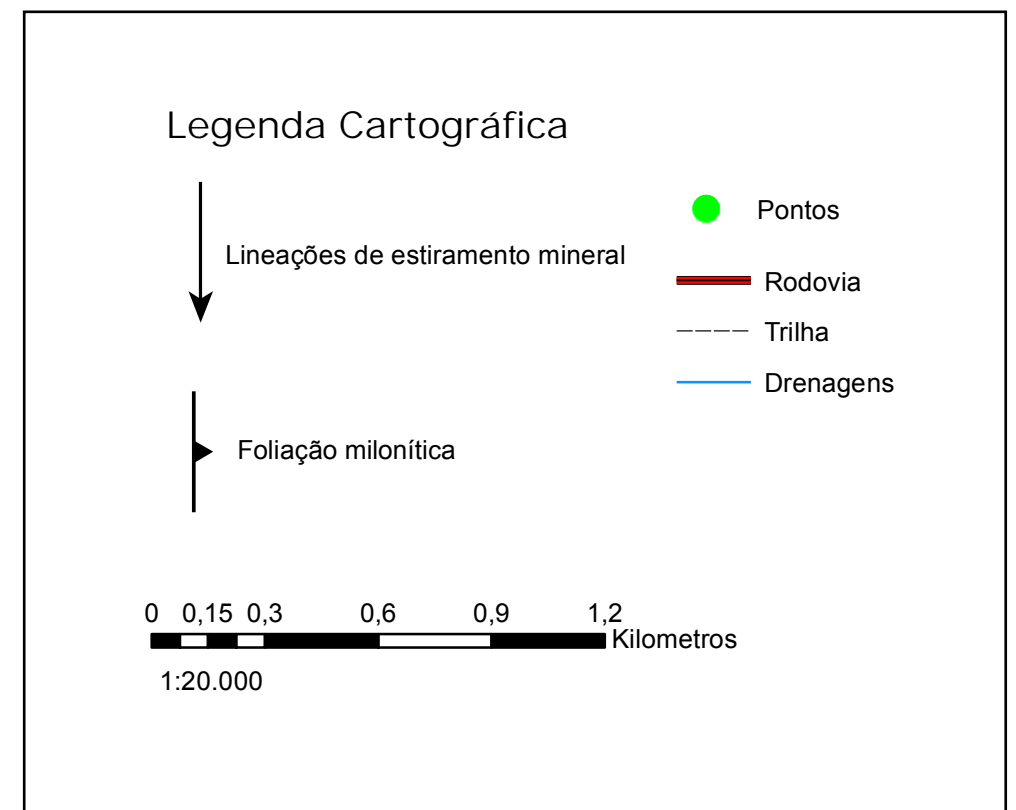 Legenda Cartográfica
Lineações de estiramento mineral
Foliação milonítica
Pontos
Rodovia
Trilha
Drenagens
0 0,15 0,3 0,6 0,9 1,2
Kilometros
1:20.000